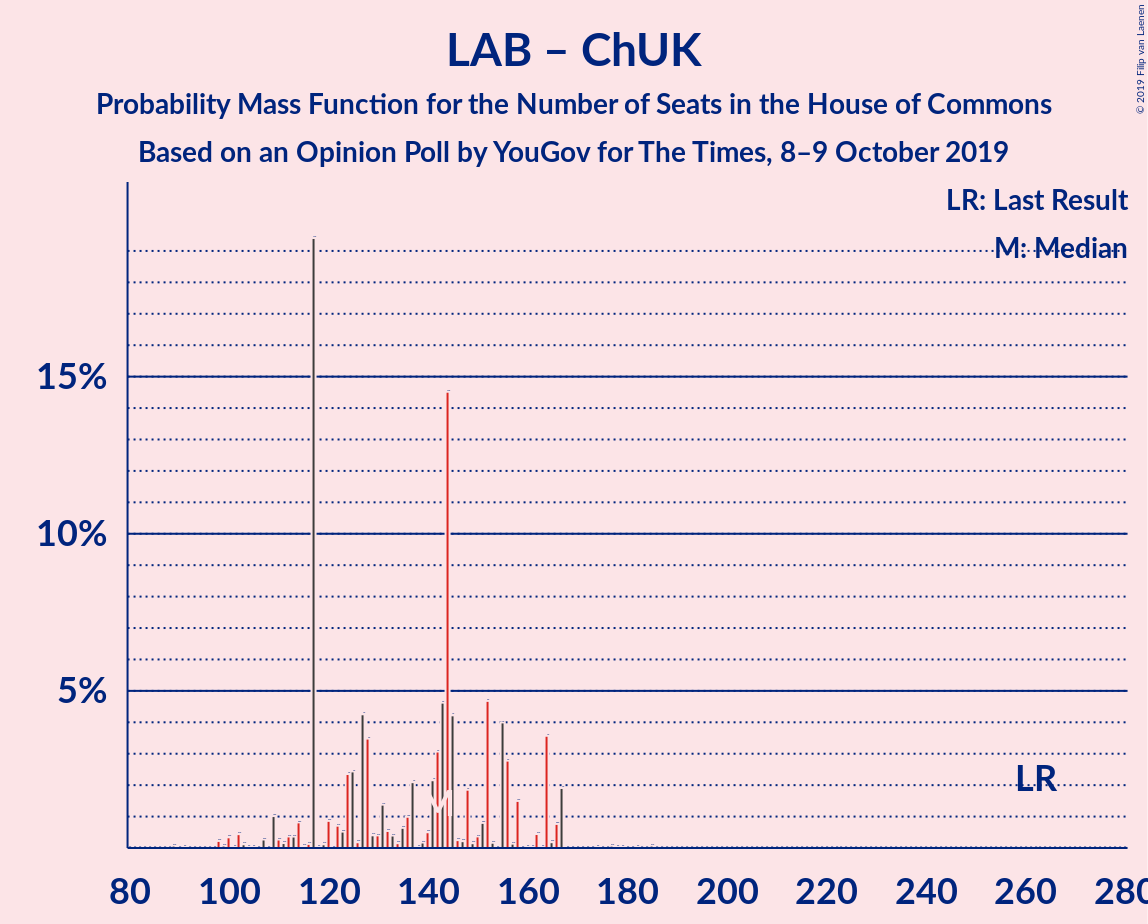 LAB – ChUK
Probability Mass Function for the Number of Seats in the House of Commons
Based on an Opinion Poll by YouGov for The Times, 8–9 October 2019
© 2019 Filip van Laenen
LR: Last Result
M: Median
15%
10%
5%
M
LR
80 100 120 140 160 180 200 220 240 260 280